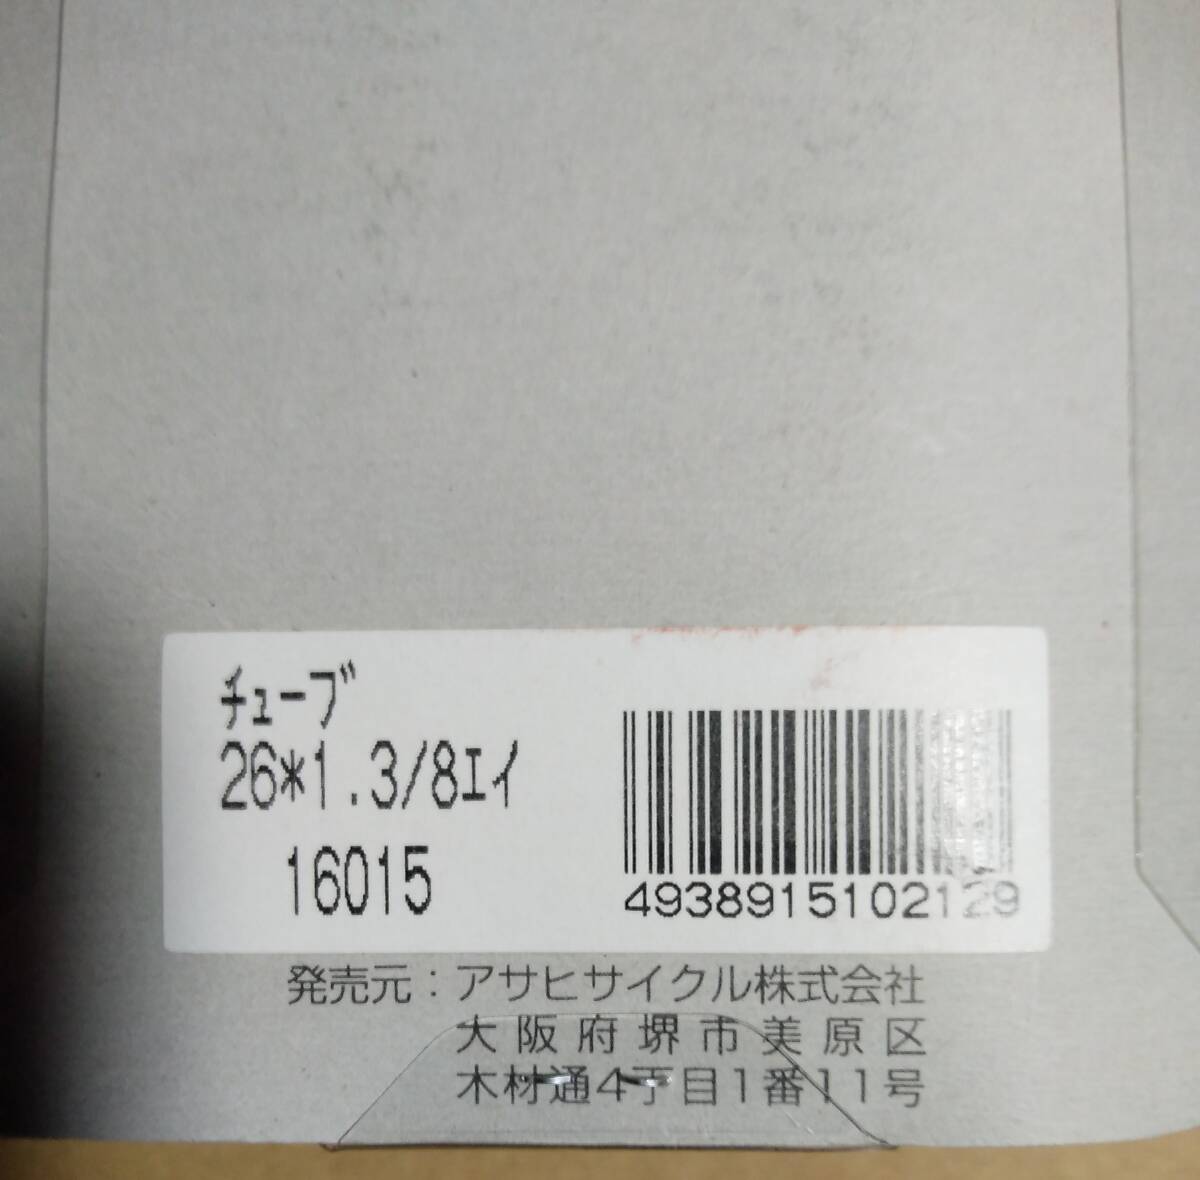 ﾁｭｰﾌﾞ
26*1.3/8ｴｲ
16015
4938915102129
発売元：アサヒサイクル株式会社
大阪府堺市美原区
木材通4丁目1番11号